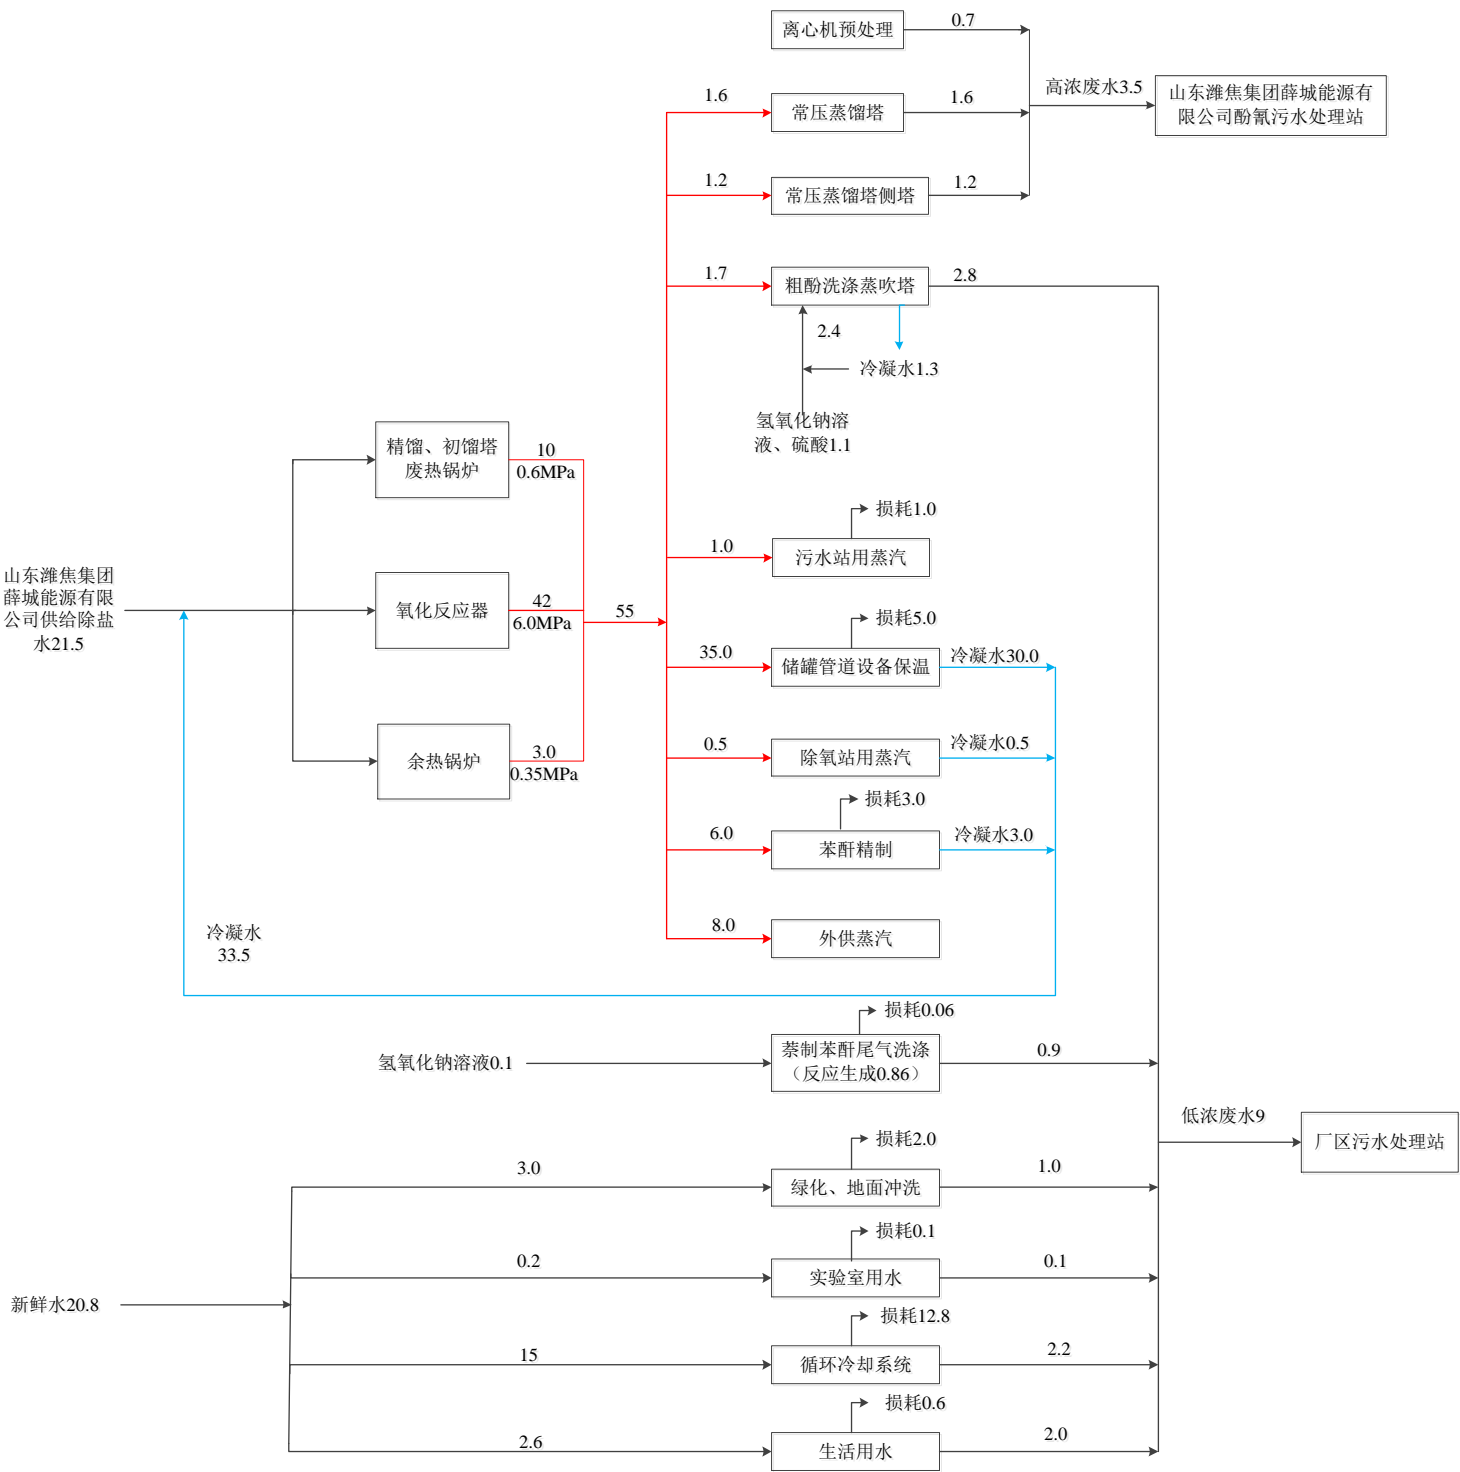 离心机预处理
0.7
高浓废水3.5
山东潍焦集团薛城能源有
限公司酚氰污水处理站
1.6
常压蒸馏塔
1.6
1.2
常压蒸馏塔侧塔
1.2
1.7
粗酚洗涤蒸吹塔
2.8
2.4
冷凝水1.3
氢氧化钠溶
液、硫酸1.1
精馏、初馏塔
废热锅炉
10
0.6MPa
损耗1.0
1.0
污水站用蒸汽
山东潍焦集团
薛城能源有限
公司供给除盐
水21.5
氧化反应器
42
6.0MPa
55
损耗5.0
35.0
储罐管道设备保温
冷凝水30.0
余热锅炉
3.0
0.35MPa
0.5
除氧站用蒸汽
冷凝水0.5
损耗3.0
6.0
苯酐精制
冷凝水3.0
8.0
外供蒸汽
冷凝水
33.5
损耗0.06
氢氧化钠溶液0.1
萘制苯酐尾气洗涤
（反应生成0.86）
0.9
低浓废水9
厂区污水处理站
损耗2.0
3.0
绿化、地面冲洗
1.0
损耗0.1
0.2
实验室用水
0.1
新鲜水20.8
损耗12.8
15
循环冷却系统
2.2
损耗0.6
2.6
生活用水
2.0